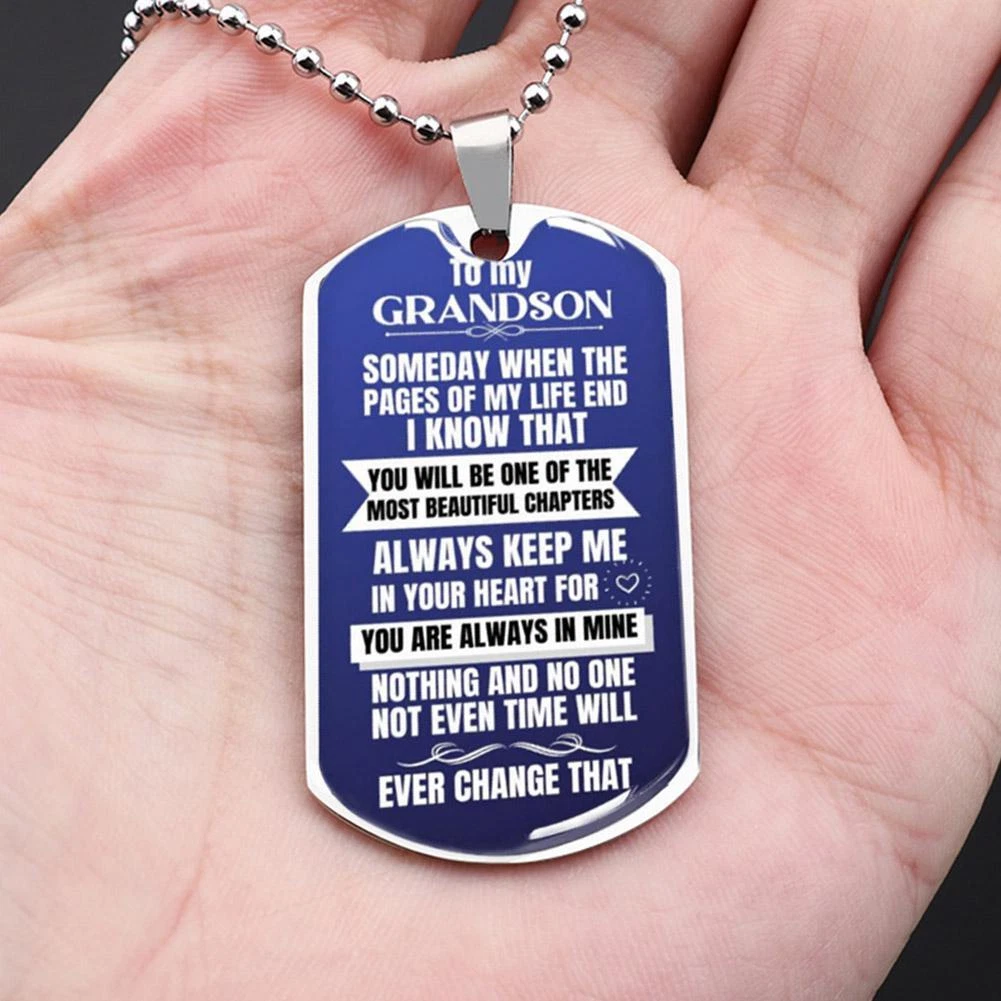 To my
GRANDSON
SOMEDAY WHEN THE
PAGES OF MY LIFE END
I KNOW THAT
YOU WILL BE ONE OF THE
MOST BEAUTIFUL CHAPTERS
ALWAYS KEEP ME
IN YOUR HEART FOR
YOU ARE ALWAYS IN MINE
NOTHING AND NO ONE
NOT EVEN TIME WILL
EVER CHANGE THAT